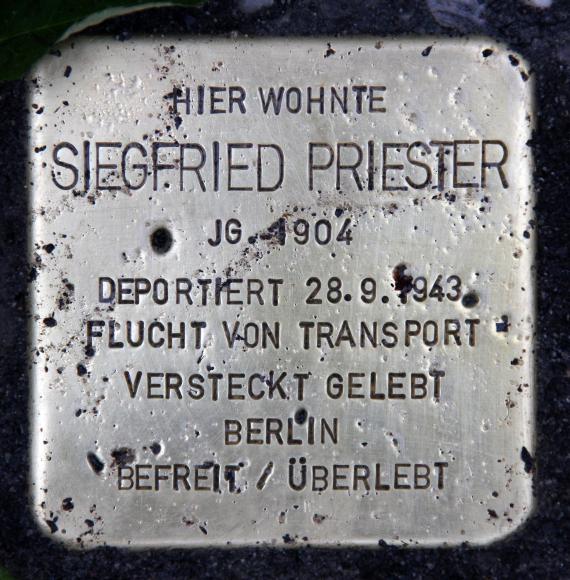 HIER WOHNTE
SIEGFRIED PRIESTER
JG. 1904
DEPORTIERT 28.9.1943
FLUCHT VON TRANSPORT
VERSTECKT GELEBT
BERLIN
BEFREIT / ÜBERLEBT